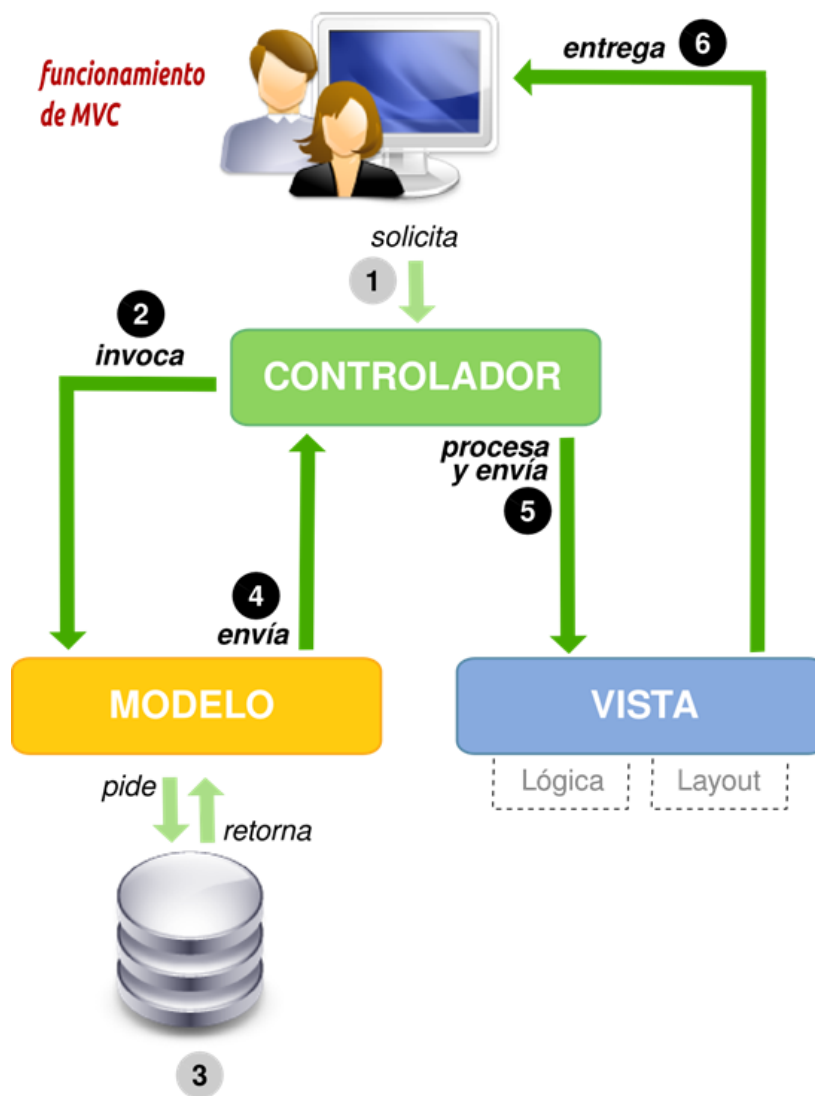 funcionamiento
de MVC
entrega 6
solicita
1
2
invoca
CONTROLADOR
procesa
y envía
5
4
envía
MODELO
VISTA
Lógica
Layout
pide
retorna
3